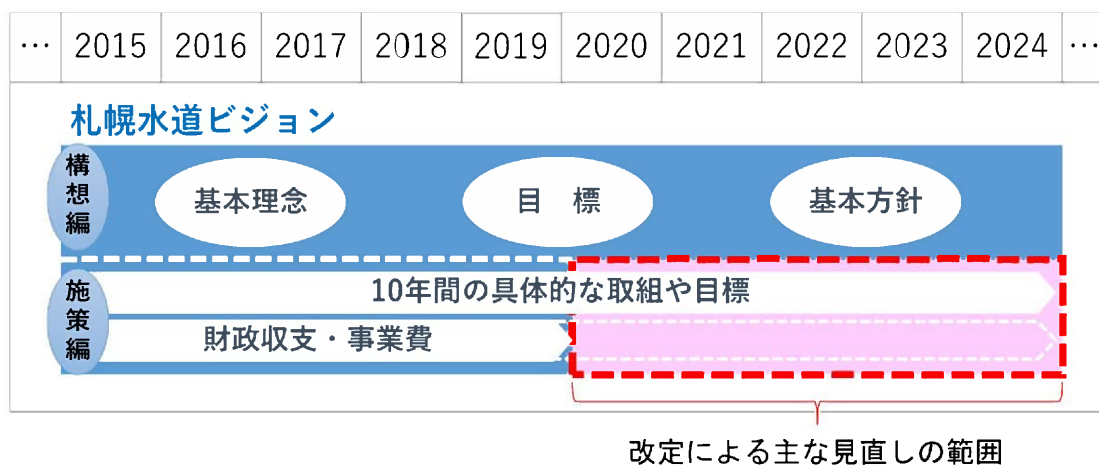 … 2015 2016 2017 2018 2019 2020 2021 2022 2023 2024 …
札幌水道ビジョン
構想編
基本理念 目 標 基本方針
施策編
10年間の具体的な取組や目標
財政収支・事業費
改定による主な見直しの範囲